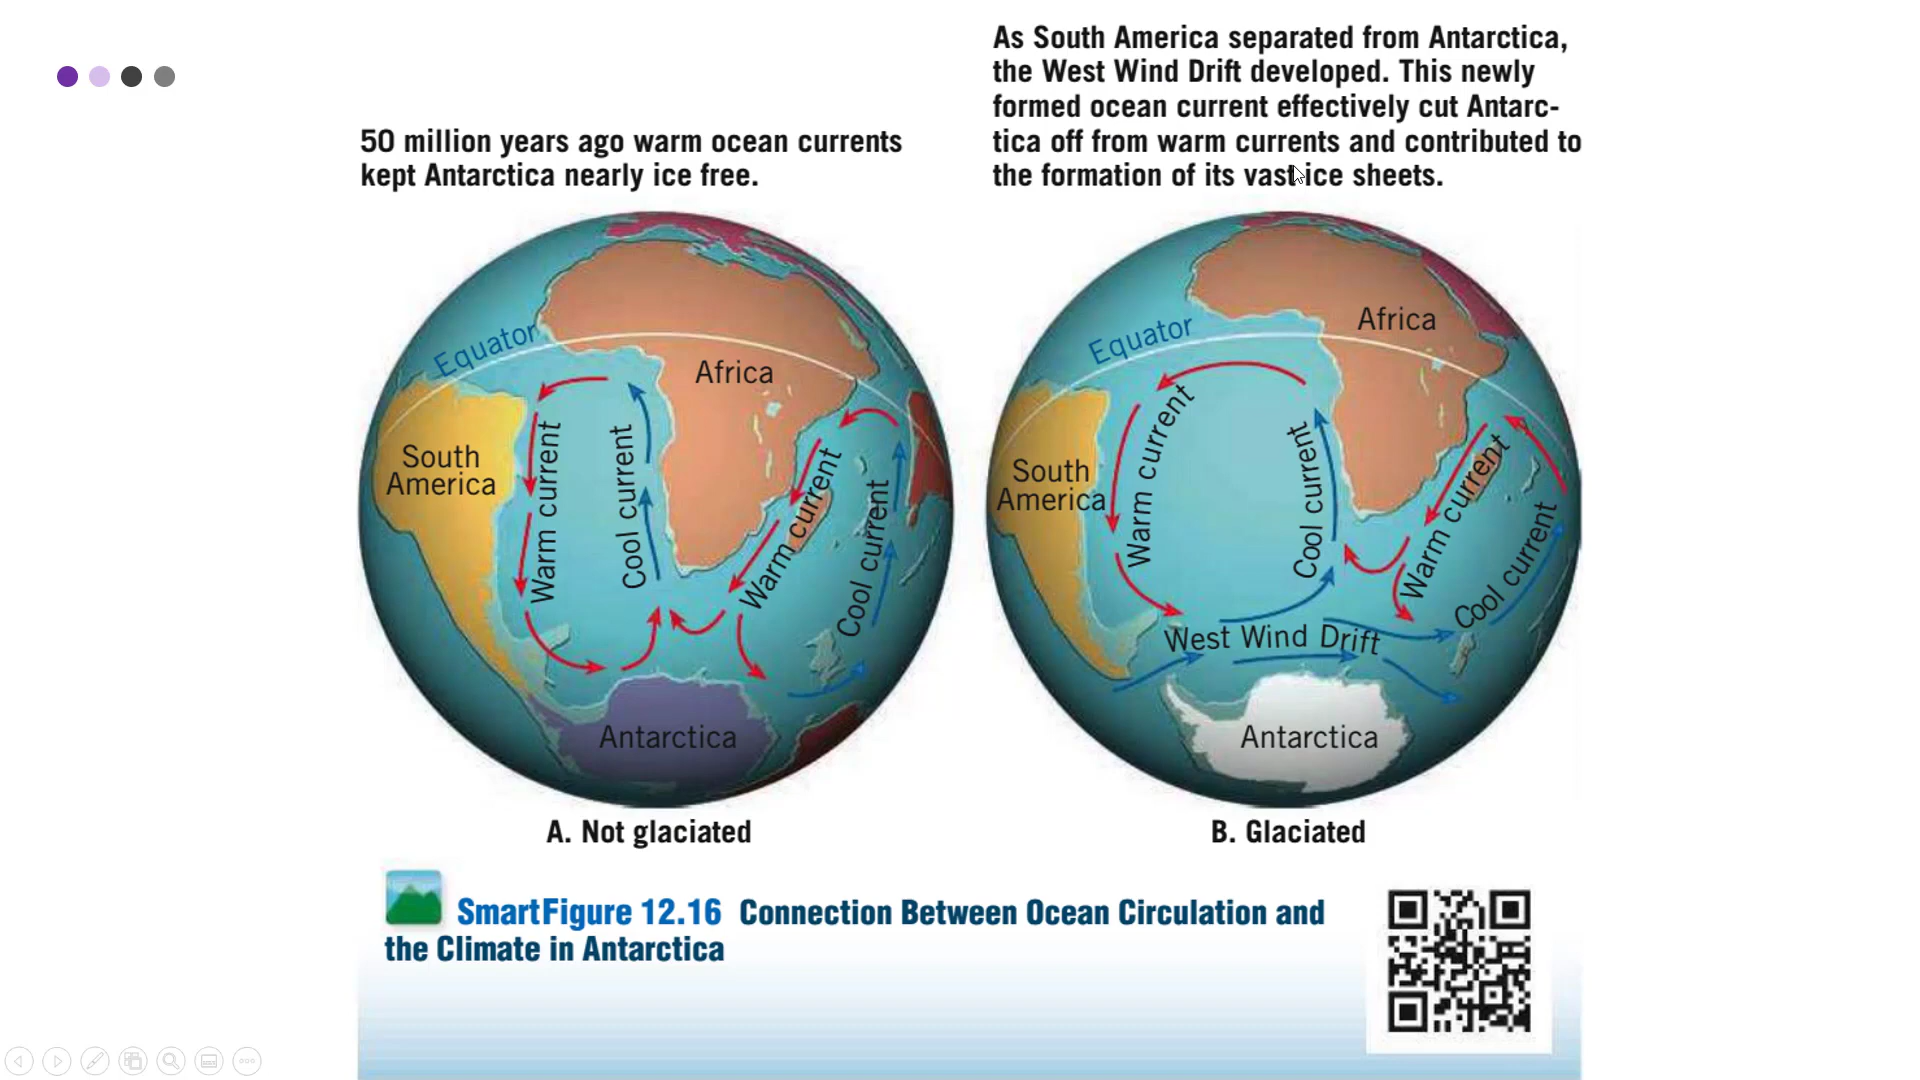 50 million years ago warm ocean currents
kept Antarctica nearly ice free.
As South America separated from Antarctica,
the West Wind Drift developed. This newly
formed ocean current effectively cut Antarc-
tica off from warm currents and contributed to
the formation of its vast ice sheets.
Equator
Africa
South
America
Warm current
Cool current
Warm current
Cool current
Antarctica
A. Not glaciated
Equator
Africa
South
America
Warm current
Cool current
Warm current
Cool current
West Wind Drift
Antarctica
B. Glaciated
SmartFigure 12.16 Connection Between Ocean Circulation and
the Climate in Antarctica